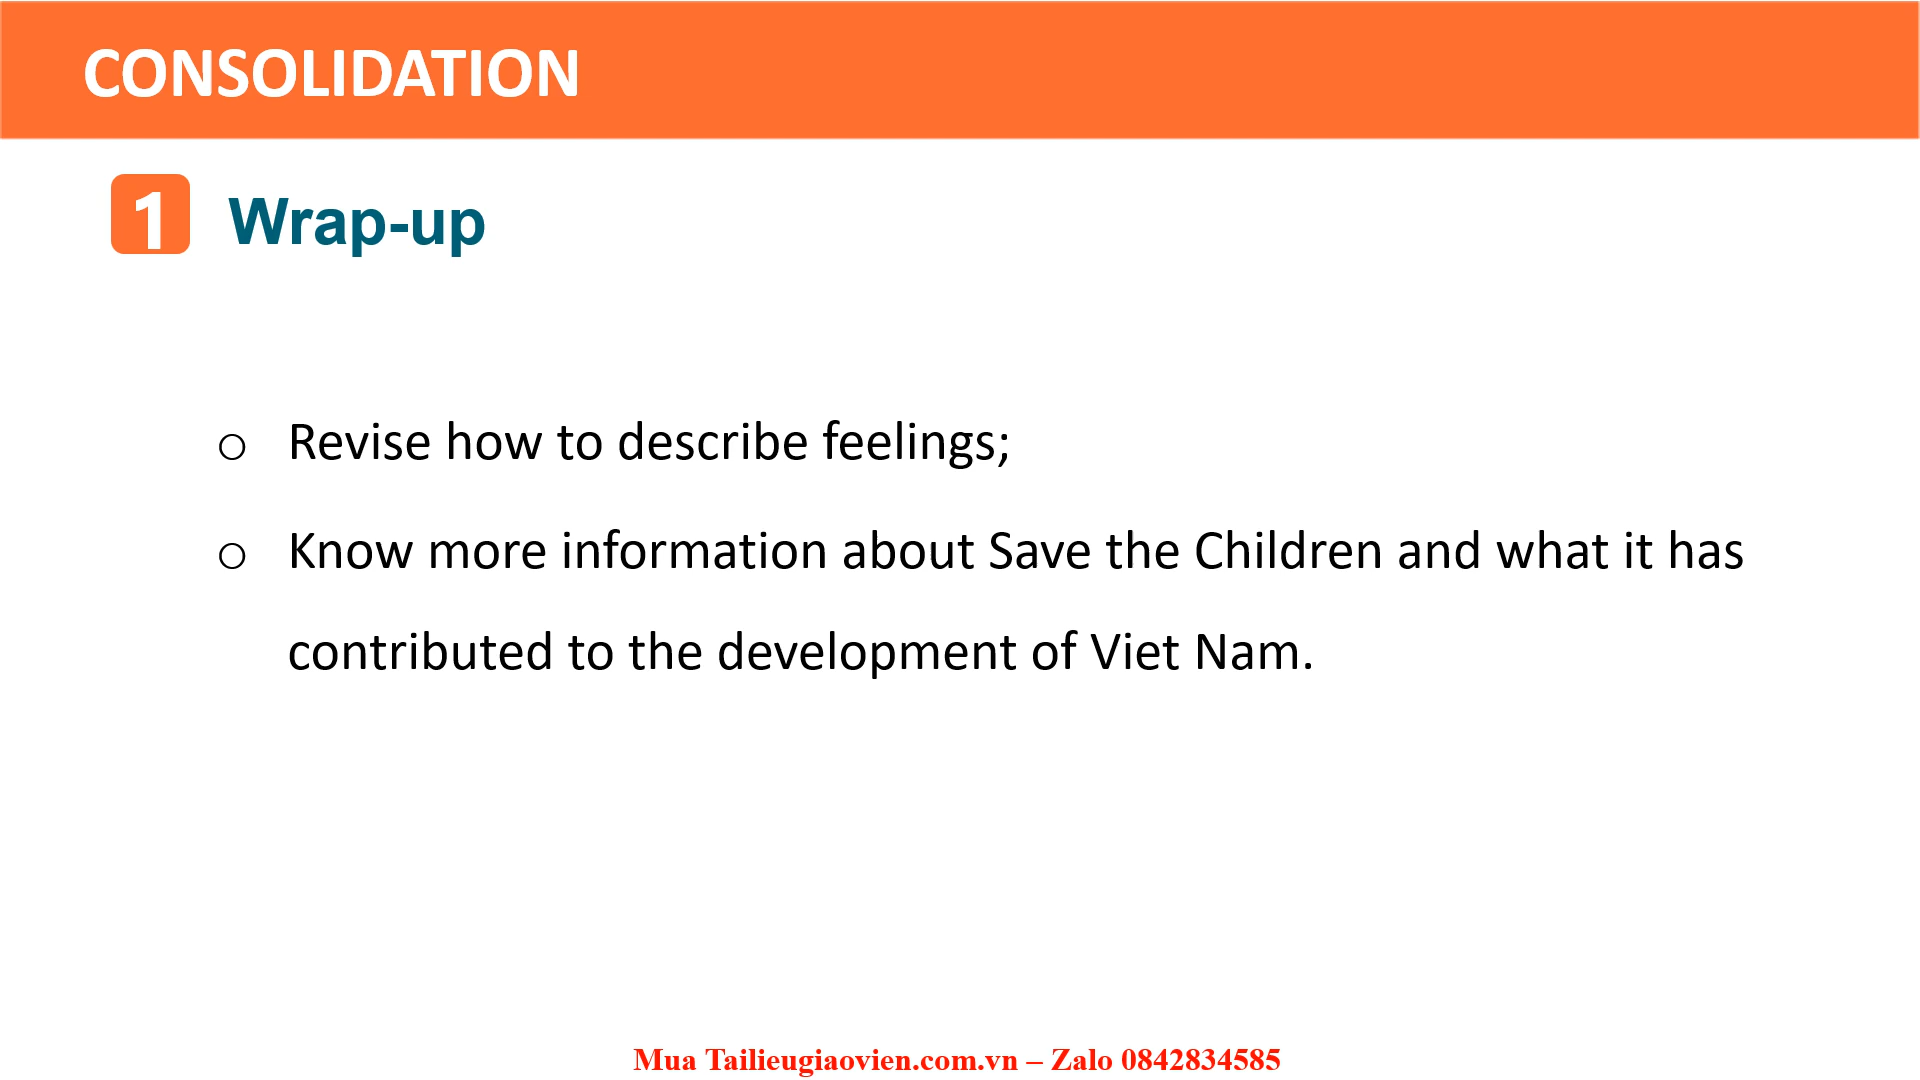 CONSOLIDATION
1 Wrap-up
o Revise how to describe feelings;
o Know more information about Save the Children and what it has
contributed to the development of Viet Nam.
Mua Tailieugiaovien.com.vn – Zalo 0842834585